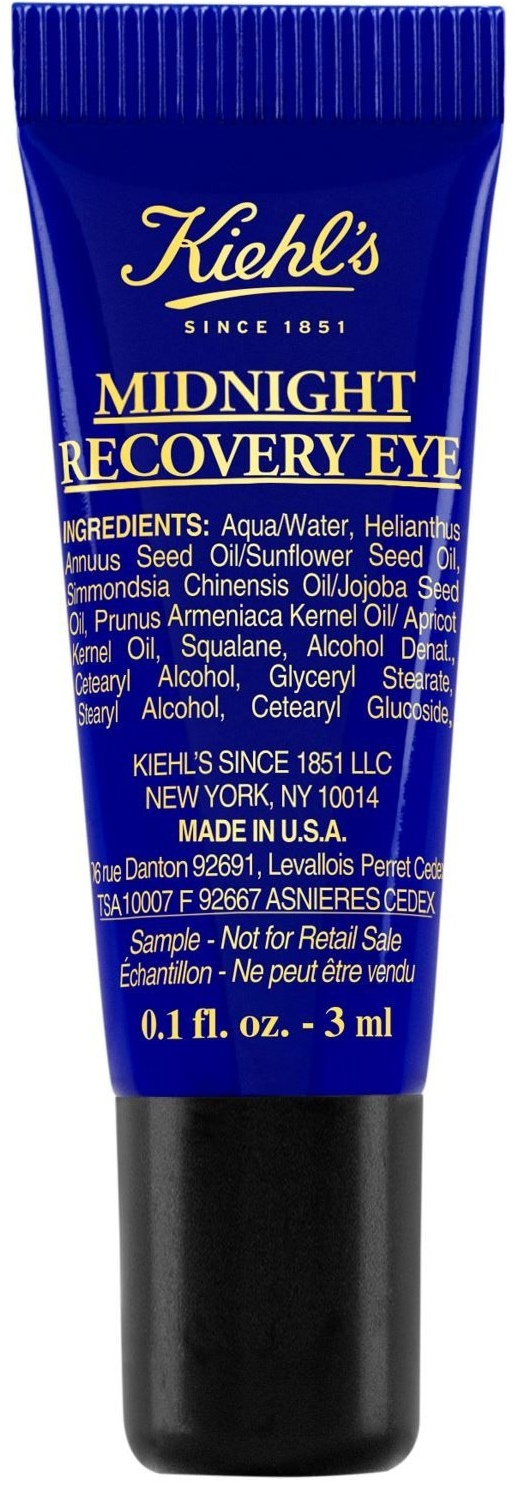 Kiehl's
SINCE 1851
MIDNIGHT
RECOVERY EYE
INGREDIENTS: Aqua/Water, Helianthus
Annuus Seed Oil/Sunflower Seed Oil,
Simmondsia Chinensis Oil/Jojoba Seed
Oil, Prunus Armeniaca Kernel Oil/ Apricot
Kernel Oil, Squalane, Alcohol Denat.,
Cetearyl Alcohol, Glyceryl Stearate,
Stearyl Alcohol, Cetearyl Glucoside,
KIEHL'S SINCE 1851 LLC
NEW YORK, NY 10014
MADE IN U.S.A.
rue Danton 92691, Levallois Perret Cedex
TSA10007 F 92667 ASNIERES CEDEX
Sample - Not for Retail Sale
Échantillon - Ne peut être vendu
0.1 fl. oz. - 3 ml